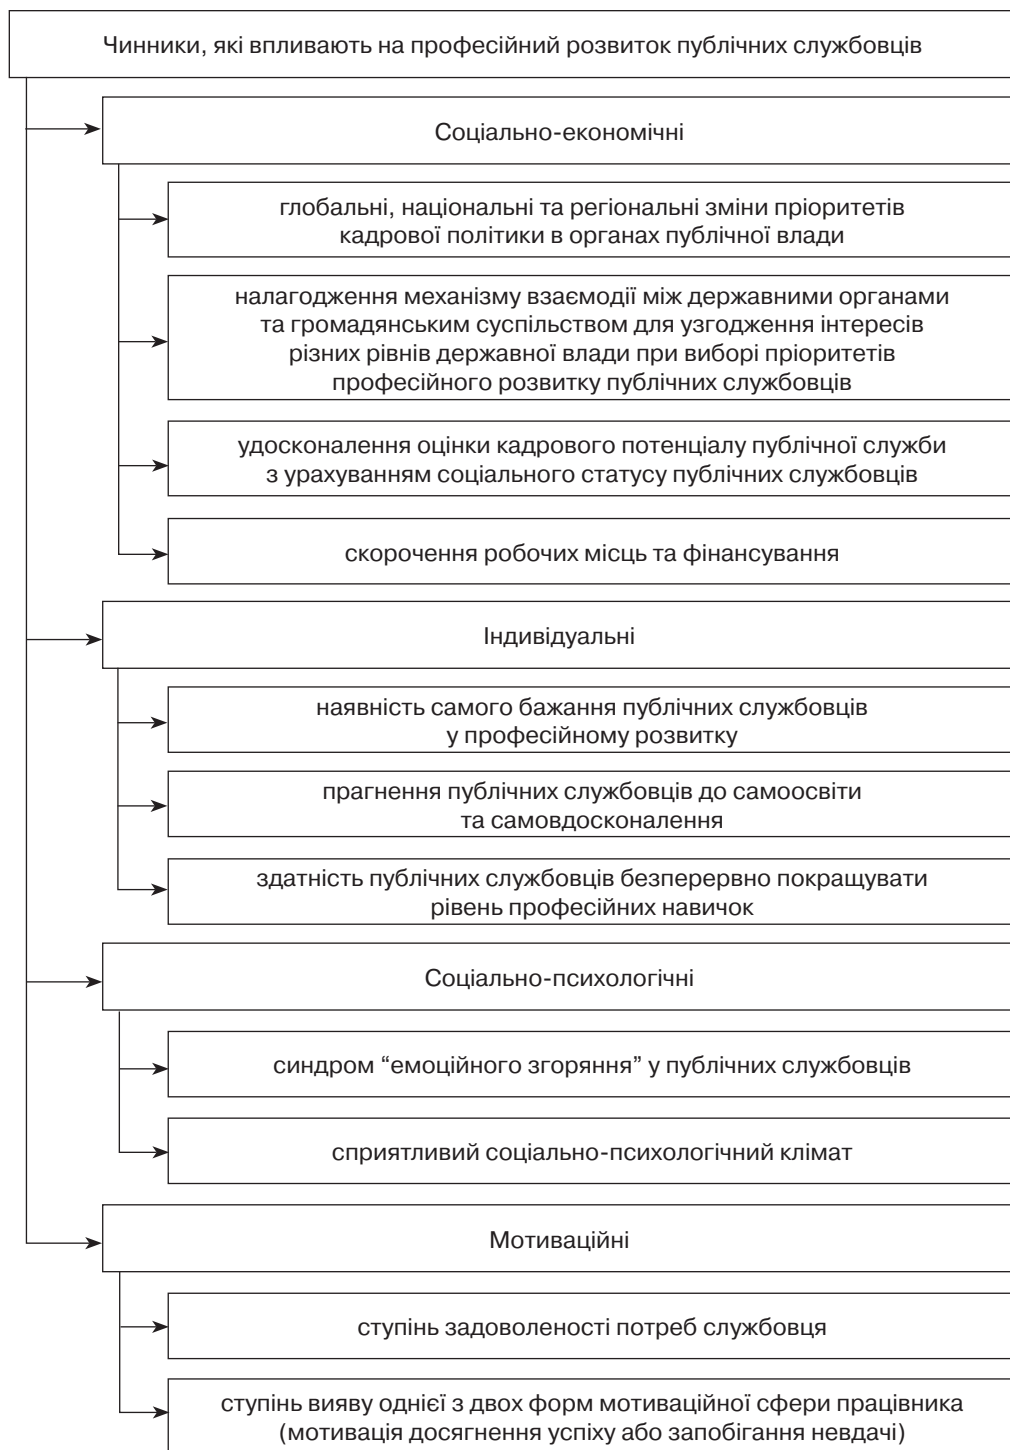 Чинники, які впливають на професійний розвиток публічних службовців
Соціально-економічні
глобальні, національні та регіональні зміни пріоритетів
кадрової політики в органах публічної влади
налагодження механізму взаємодії між державними органами
та громадянським суспільством для узгодження інтересів
різних рівнів державної влади при виборі пріоритетів
професійного розвитку публічних службовців
удосконалення оцінки кадрового потенціалу публічної служби
з урахуванням соціального статусу публічних службовців
скорочення робочих місць та фінансування
Індивідуальні
наявність самого бажання публічних службовців
у професійному розвитку
прагнення публічних службовців до самоосвіти
та самовдосконалення
здатність публічних службовців безперервно покращувати
рівень професійних навичок
Соціально-психологічні
синдром “емоційного згоряння” у публічних службовців
сприятливий соціально-психологічний клімат
Мотиваційні
ступінь задоволеності потреб службовця
ступінь вияву однієї з двох форм мотиваційної сфери працівника
(мотивація досягнення успіху або запобігання невдачі)